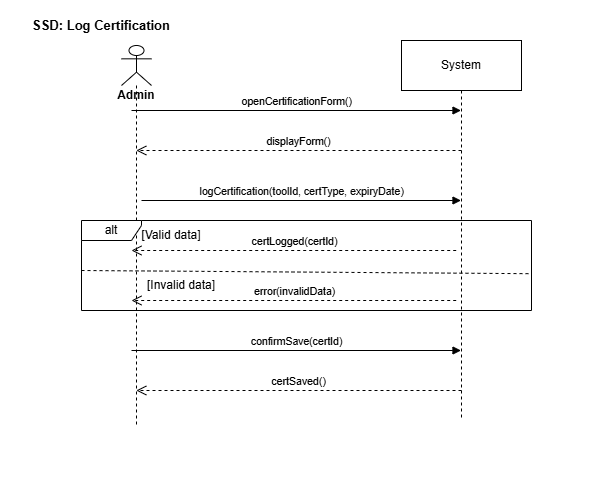 SSD: Log Certification
System
Admin
openCertificationForm()
displayForm()
logCertification(toolId, certType, expiryDate)
alt
[Valid data]
certLogged(certId)
[Invalid data]
error(invalidData)
confirmSave(certId)
certSaved()